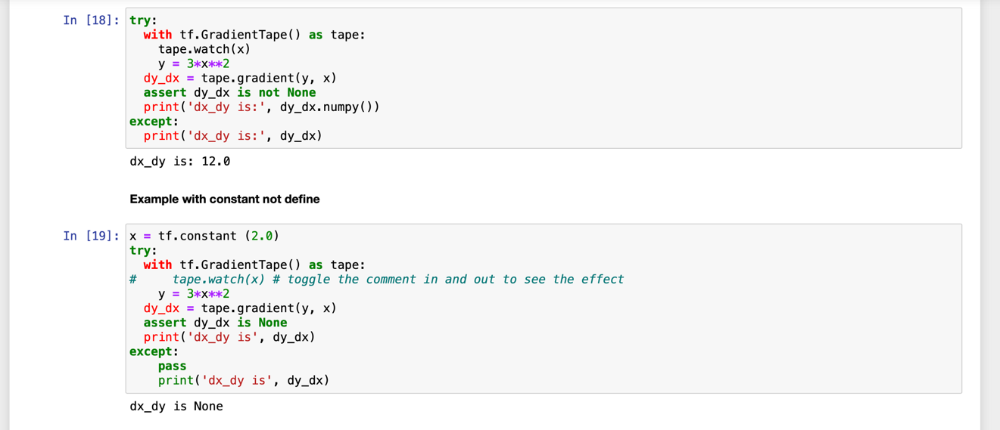 In [18]: try:
  with tf.GradientTape() as tape:
    tape.watch(x)
    y = 3*x**2
  dy_dx = tape.gradient(y, x)
  assert dy_dx is not None
  print('dx_dy is:', dy_dx.numpy())
except:
  print('dx_dy is:', dy_dx)
dx_dy is: 12.0
Example with constant not define
In [19]: x = tf.constant (2.0)
try:
  with tf.GradientTape() as tape:
#     tape.watch(x) # toggle the comment in and out to see the effect
    y = 3*x**2
  dy_dx = tape.gradient(y, x)
  assert dy_dx is None
  print('dx_dy is', dy_dx)
except:
    pass
    print('dx_dy is', dy_dx)
dx_dy is None